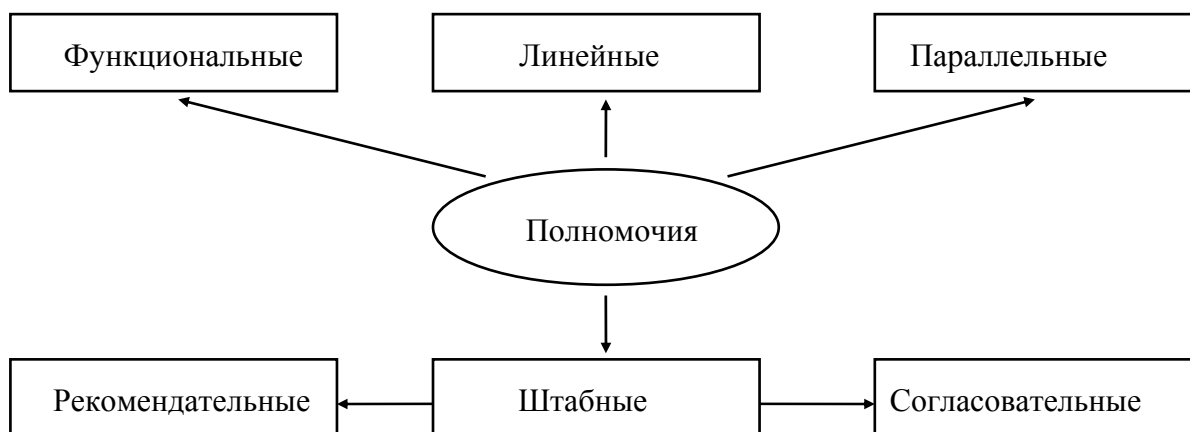 Функциональные
Линейные
Параллельные
Полномочия
Рекомендательные
Штабные
Согласовательные